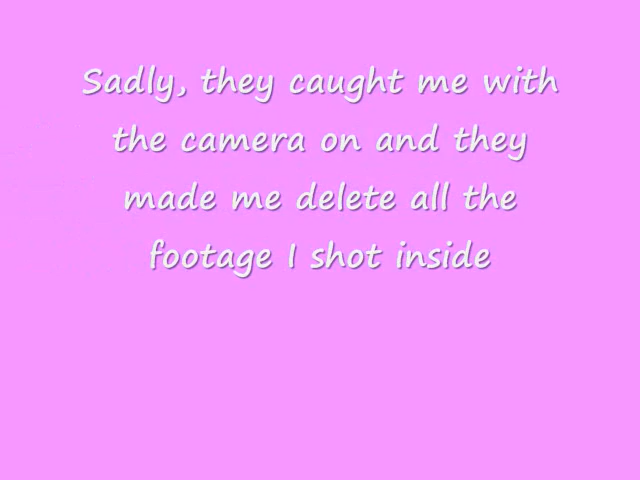 Sadly, they caught me with
the camera on and they
made me delete all the
footage I shot inside